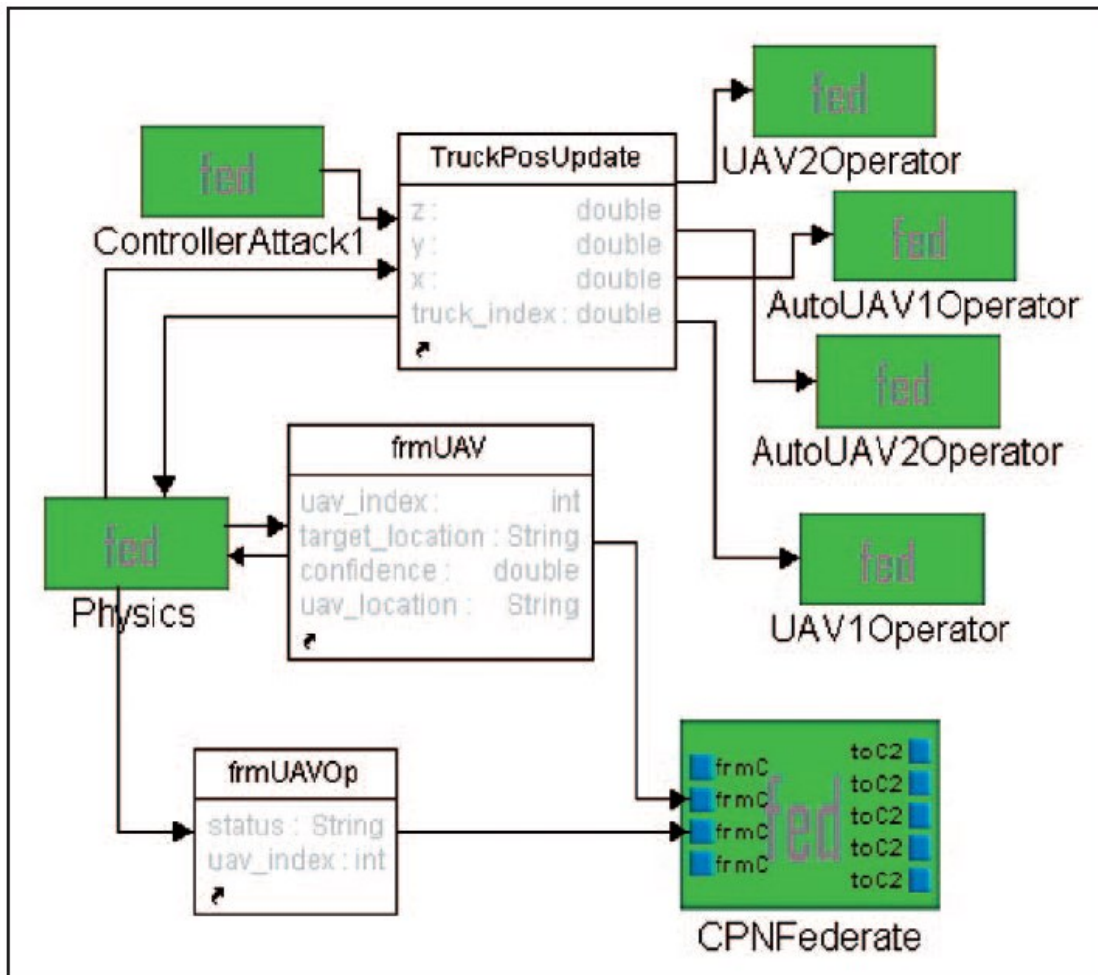 fed
UAV2Operator
fed
ControllerAttack1
TruckPosUpdate
z : double
y : double
x : double
truck_index : double
fed
AutoUAV1Operator
fed
AutoUAV2Operator
frmUAV
uav_index : int
target_location : String
confidence : double
uav_location : String
fed
Physics
fed
UAV1Operator
frmUAVOp
status : String
uav_index : int
frmC toC2
frmC toC2
frmC toC2
frmC toC2
toC2
fed
CPNFederate